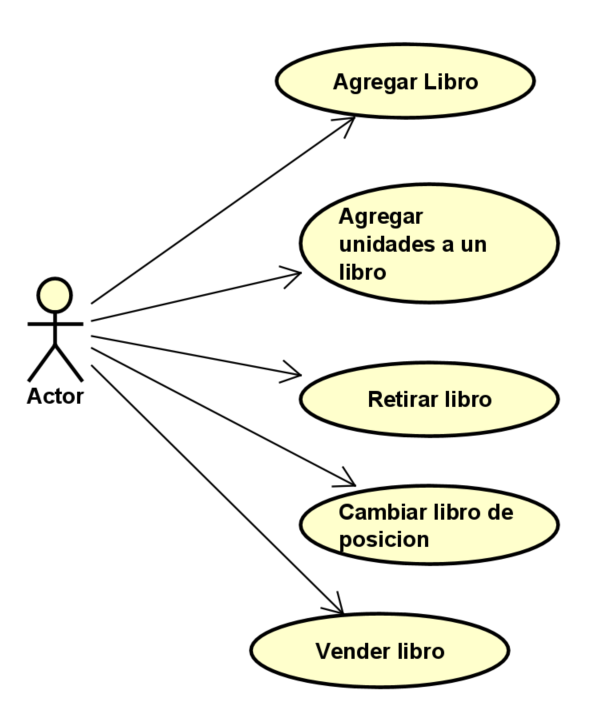 Agregar Libro
Agregar
unidades a un
libro
Actor
Retirar libro
Cambiar libro de
posicion
Vender libro